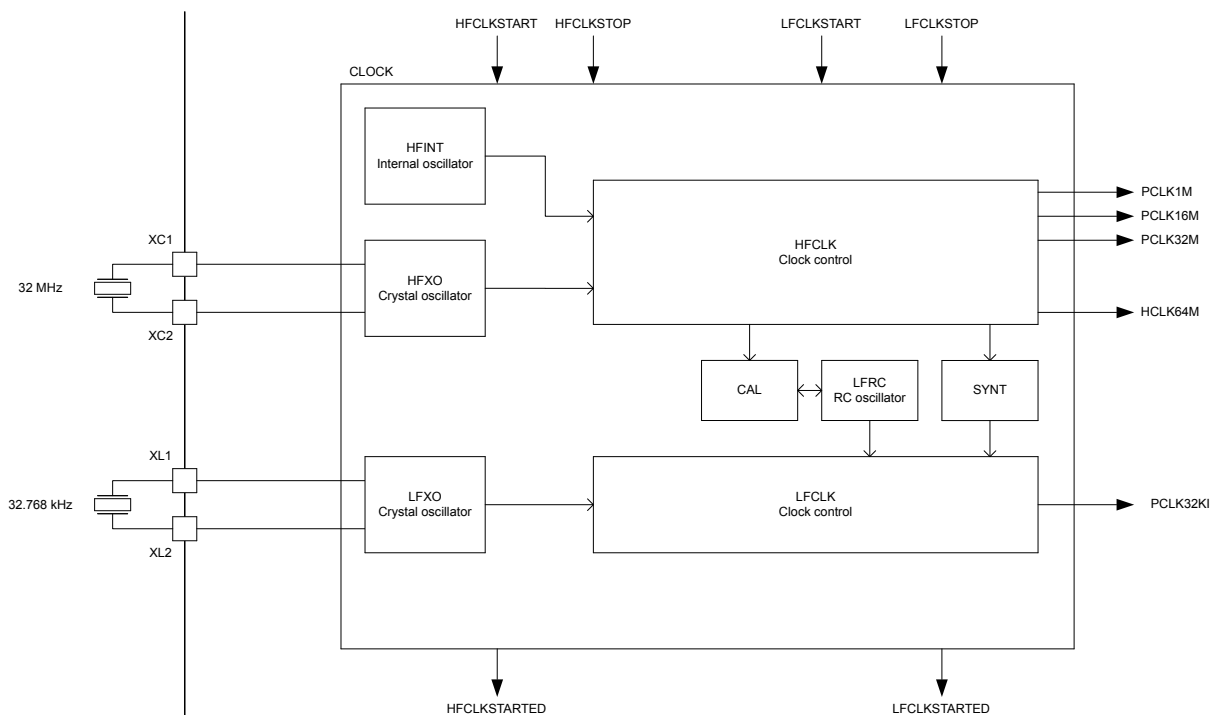 HFCLKSTART
HFCLKSTOP
LFCLKSTART
LFCLKSTOP
CLOCK
HFINT
Internal oscillator
PCLK1M
PCLK16M
PCLK32M
XC1
HFCLK
Clock control
HFXO
Crystal oscillator
32 MHz
HCLK64M
XC2
CAL
LFRC
RC oscillator
SYNT
XL1
LFXO
Crystal oscillator
LFCLK
Clock control
32.768 kHz
PCLK32KI
XL2
HFCLKSTARTED
LFCLKSTARTED